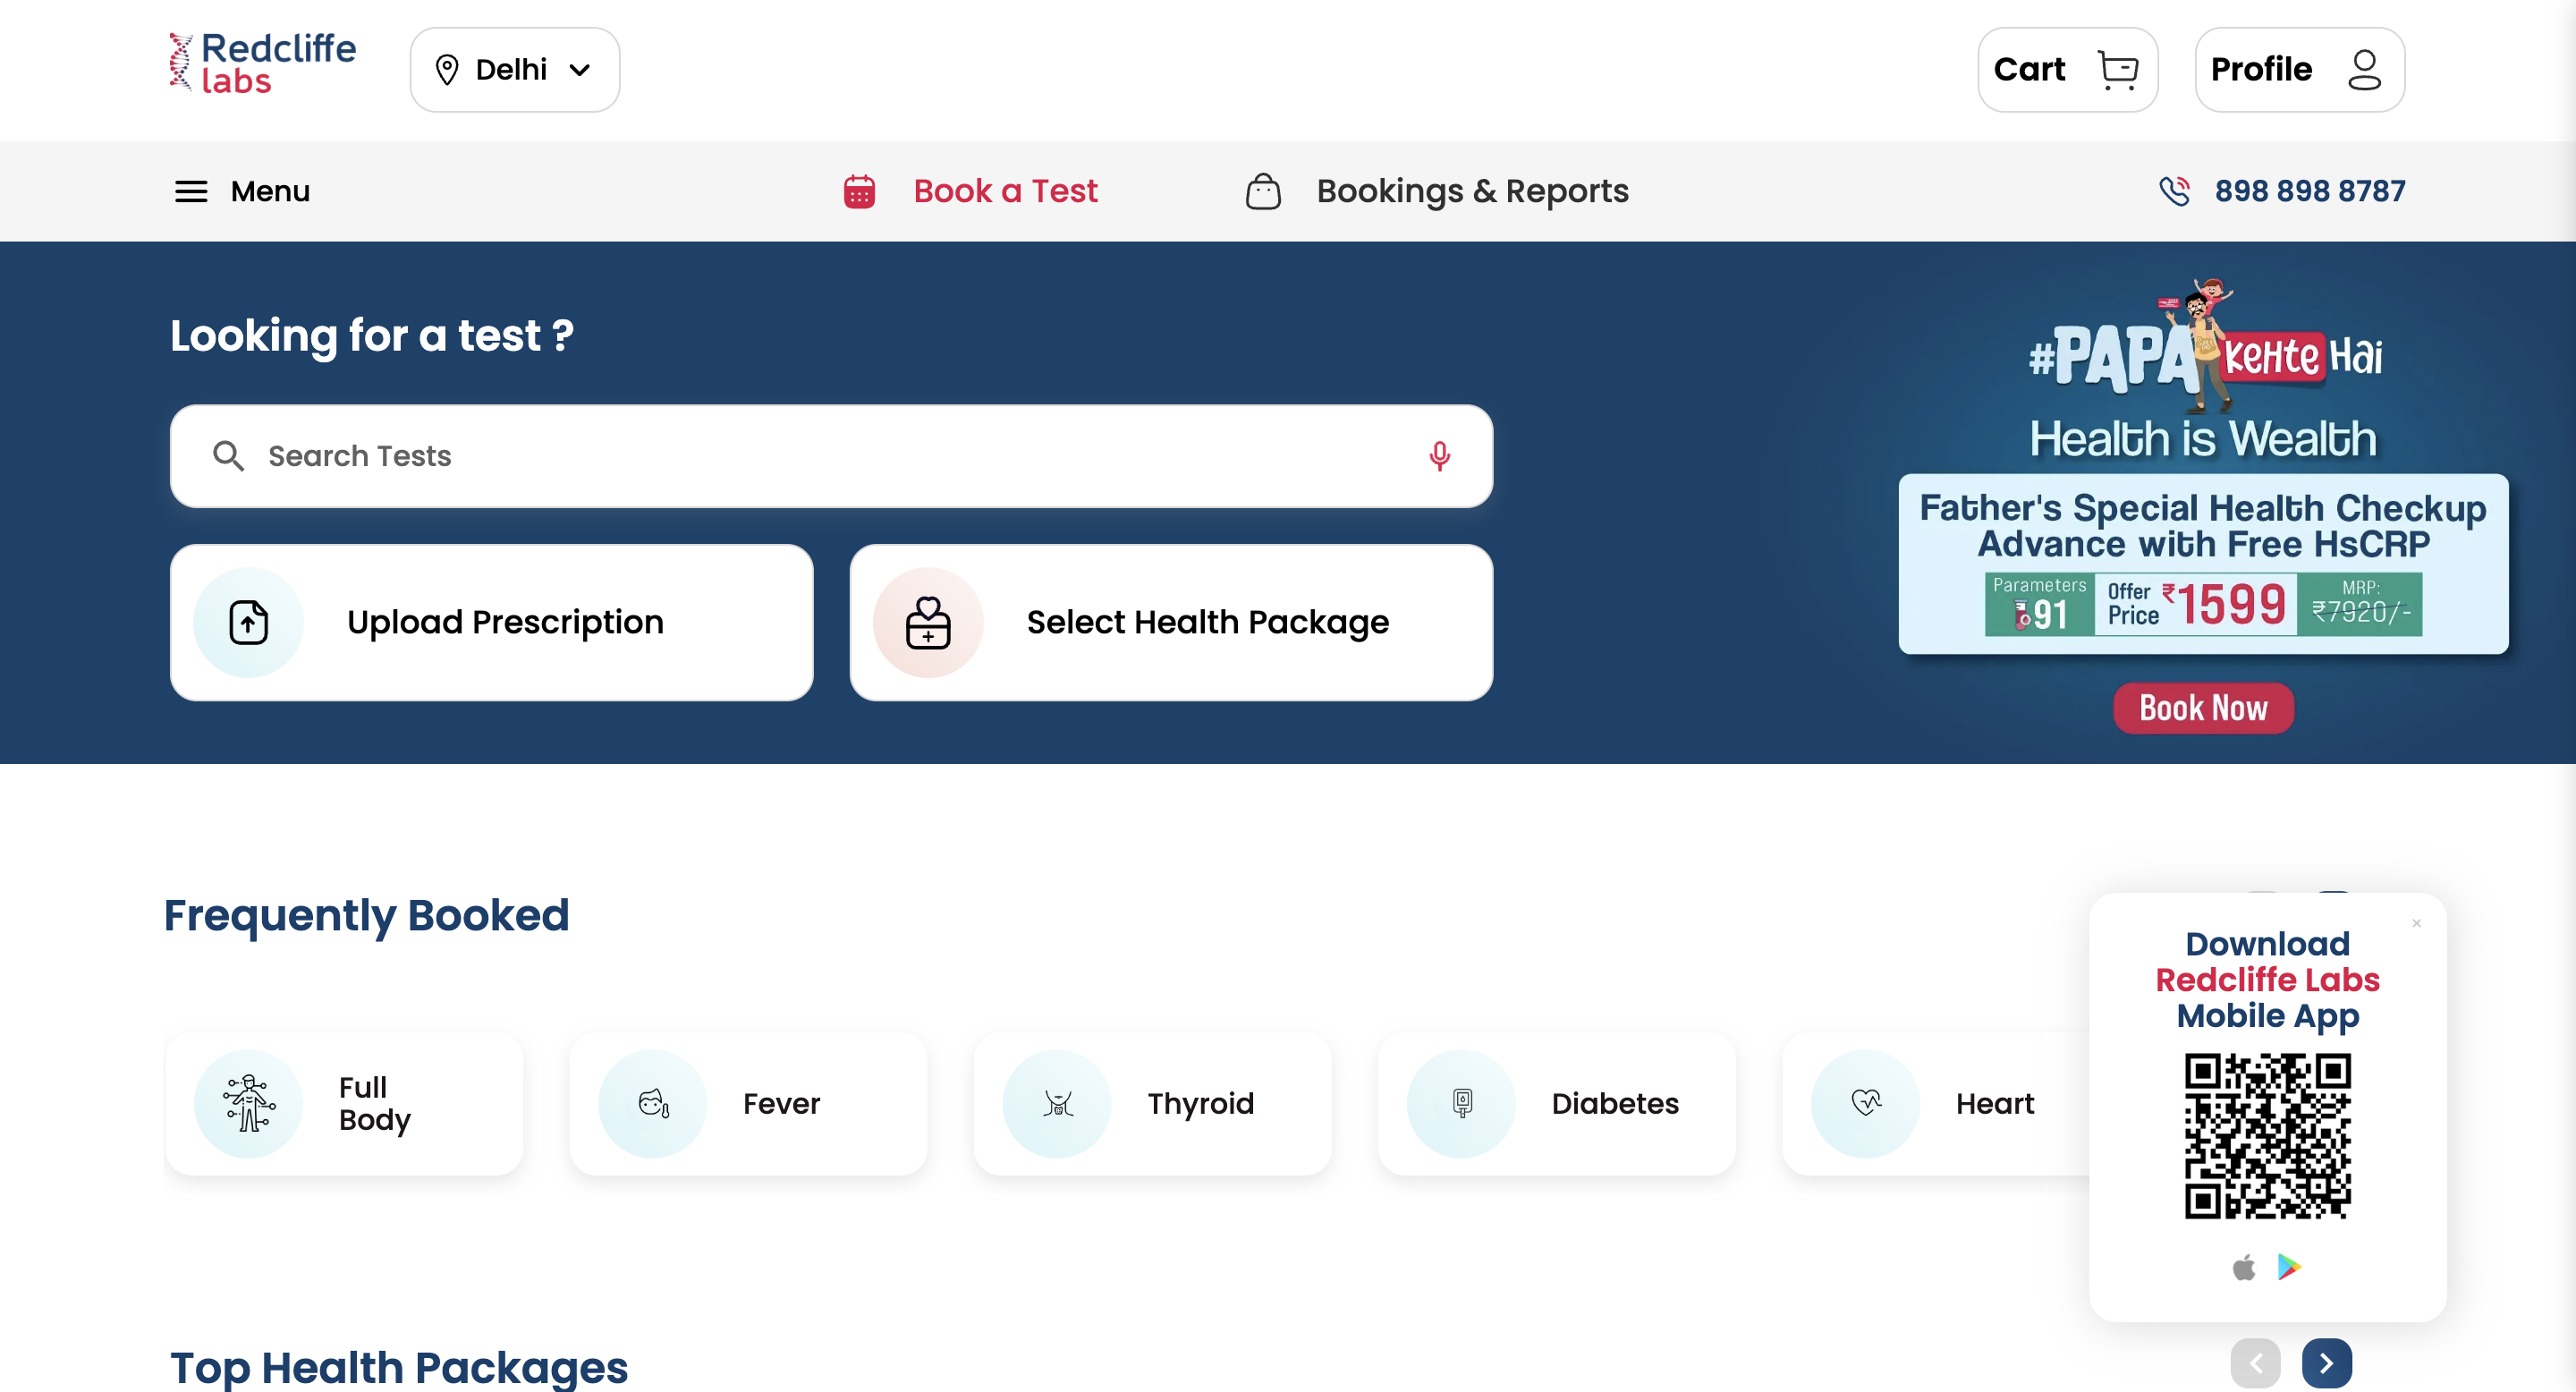 Redcliffe
labs
Delhi
Cart
Profile
Menu
Book a Test
Bookings & Reports
898 898 8787
Looking for a test ?
Search Tests
Upload Prescription
Select Health Package
#PAPA KeHte Hai
Health is Wealth
Father's Special Health Checkup
Advance with Free HsCRP
Parameters
91
Offer
Price
₹1599
MRP:
₹7920/-
Book Now
Frequently Booked
Full
Body
Fever
Thyroid
Diabetes
Heart
Download
Redcliffe Labs
Mobile App
Top Health Packages